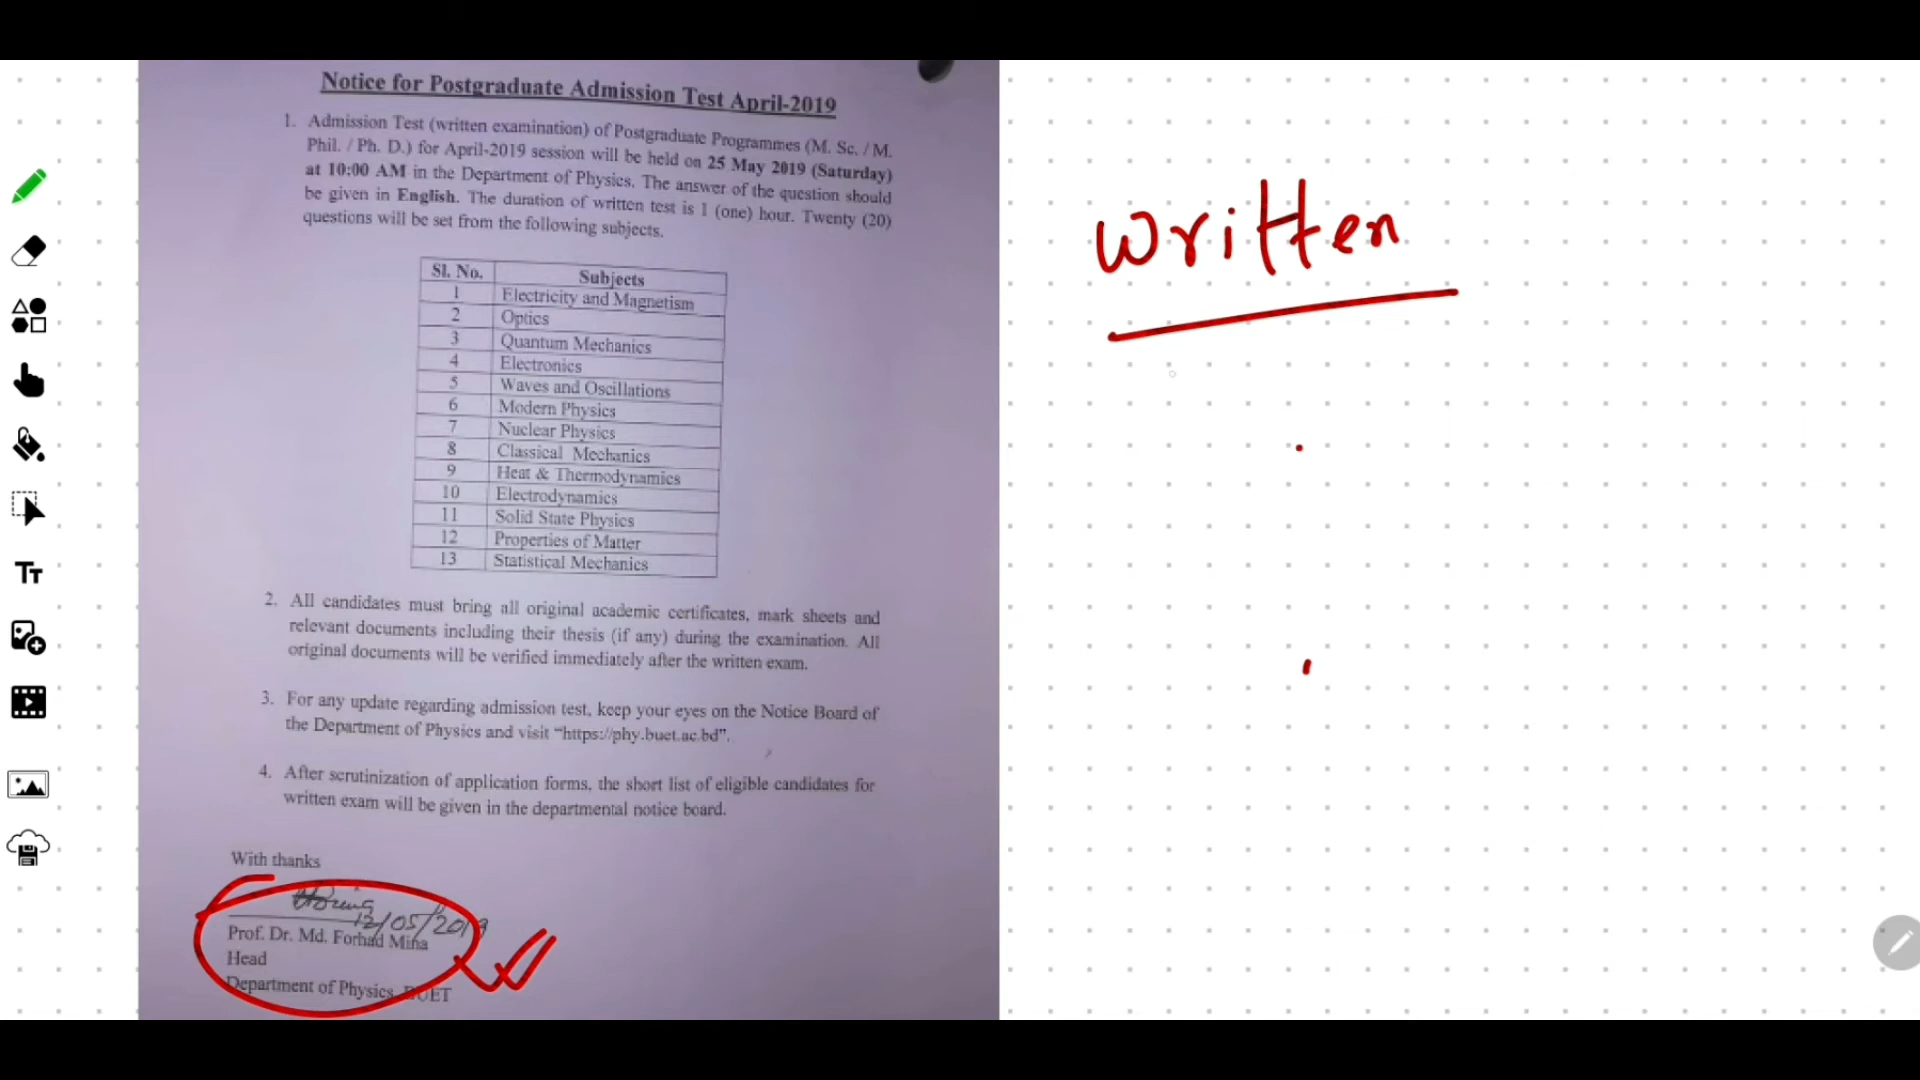 Notice for Postgraduate Admission Test April-2019
1. Admission Test (written examination) of Postgraduate Programmes (M. Sc. / M.
Phil. / Ph. D.) for April-2019 session will be held on 25 May 2019 (Saturday)
at 10:00 AM in the Department of Physics. The answer of the question should
be given in English. The duration of written test is 1 (one) hour. Twenty (20)
questions will be set from the following subjects.
Sl. No. Subjects
1 Electricity and Magnetism
2 Optics
3 Quantum Mechanics
4 Electronics
5 Waves and Oscillations
6 Modern Physics
7 Nuclear Physics
8 Classical Mechanics
9 Heat & Thermodynamics
10 Electrodynamics
11 Solid State Physics
12 Properties of Matter
13 Statistical Mechanics
2. All candidates must bring all original academic certificates, mark sheets and
relevant documents including their thesis (if any) during the examination. All
original documents will be verified immediately after the written exam.
3. For any update regarding admission test, keep your eyes on the Notice Board of
the Department of Physics and visit “https://phy.buet.ac.bd”.
4. After scrutinization of application forms, the short list of eligible candidates for
written exam will be given in the departmental notice board.
With thanks
12/05/2019
Prof. Dr. Md. Forhad Mina
Head
Department of Physics, BUET
Written
TT